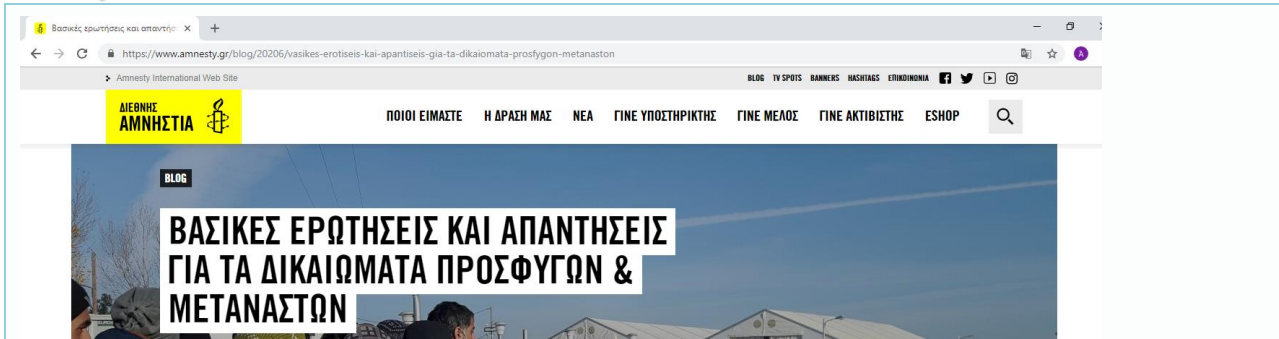 Βασικές ερωτήσεις και απαντήσ
https://www.amnesty.gr/blog/20206/vasikes-erotiseis-kai-apantiseis-gia-ta-dikaiomata-prosfygon-metanaston
A
Amnesty International Web Site
BLOG TV SPOTS BANNERS HASHTAGS ΕΠΙΚΟΙΝΩΝΙΑ
ΔΙΕΘΝΗΣ
ΑΜΝΗΣΤΙΑ
ΠΟΙΟΙ ΕΙΜΑΣΤΕ Η ΔΡΑΣΗ ΜΑΣ ΝΕΑ ΓΙΝΕ ΥΠΟΣΤΗΡΙΚΤΗΣ ΓΙΝΕ ΜΕΛΟΣ ΓΙΝΕ ΑΚΤΙΒΙΣΤΗΣ ESHOP
BLOG
ΒΑΣΙΚΕΣ ΕΡΩΤΗΣΕΙΣ ΚΑΙ ΑΠΑΝΤΗΣΕΙΣ
ΓΙΑ ΤΑ ΔΙΚΑΙΩΜΑΤΑ ΠΡΟΣΦΥΓΩΝ &
ΜΕΤΑΝΑΣΤΩΝ